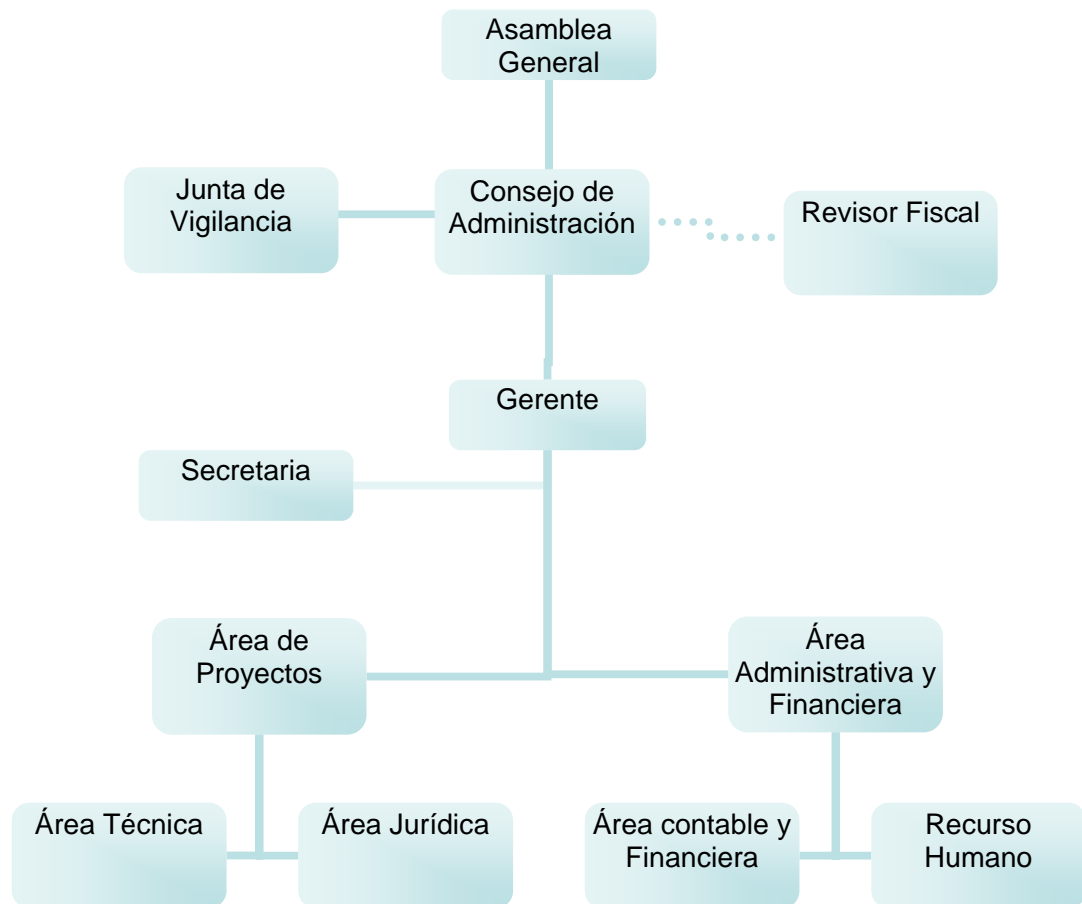 Asamblea
General
Junta de
Vigilancia
Consejo de
Administración
Revisor Fiscal
Gerente
Secretaria
Área de
Proyectos
Área
Administrativa y
Financiera
Área Técnica
Área Jurídica
Área contable y
Financiera
Recurso
Humano